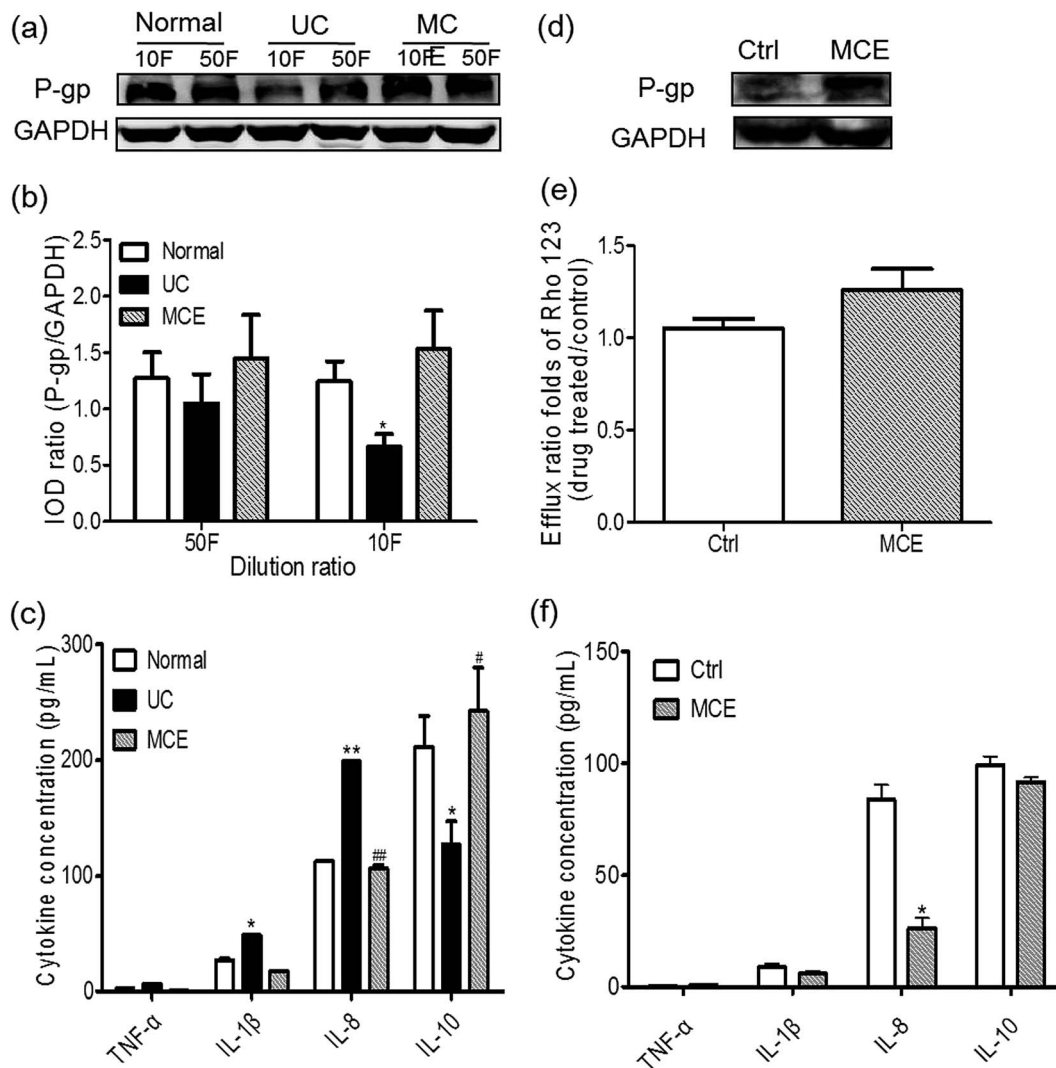 (a)
Normal UC MC
10F 50F 10F E 50F 10F 50F
P-gp
GAPDH
(b)
IOD ratio (P-gp/GAPDH)
2.5
2.0
1.5
1.0
0.5
0.0
Normal
UC
MCE
*
50F 10F
Dilution ratio
(c)
Cytokine concentration (pg/mL)
300
200
100
0
Normal
UC
MCE
* ** ## * #
TNF-α IL-1β IL-8 IL-10
(d)
Ctrl MCE
P-gp
GAPDH
(e)
Efflux ratio folds of Rho 123
(drug treated/control)
1.5
1.0
0.5
0.0
Ctrl MCE
(f)
Cytokine concentration (pg/mL)
150
100
50
0
Ctrl
MCE
*
TNF-α IL-1β IL-8 IL-10